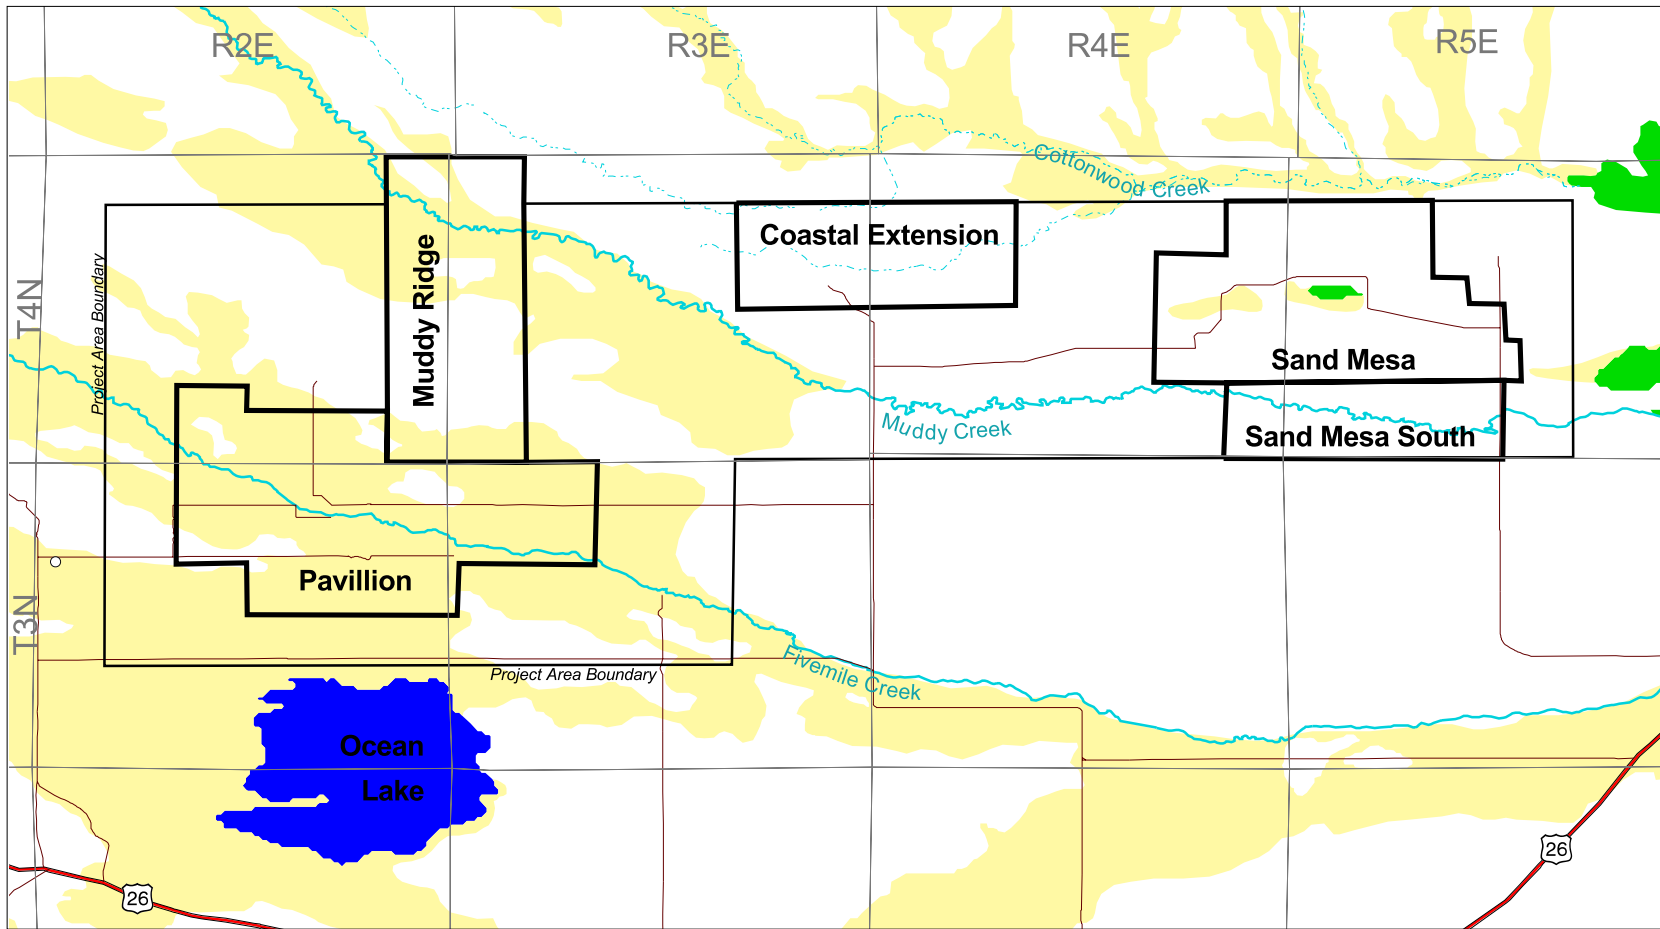 R2E
R3E
R4E
R5E
Cottonwood Creek
Coastal Extension
Muddy Ridge
Project Area Boundary
T4N
Sand Mesa
Muddy Creek
Sand Mesa South
Pavillion
T3N
Project Area Boundary
Fivemile Creek
Ocean
Lake
26
26